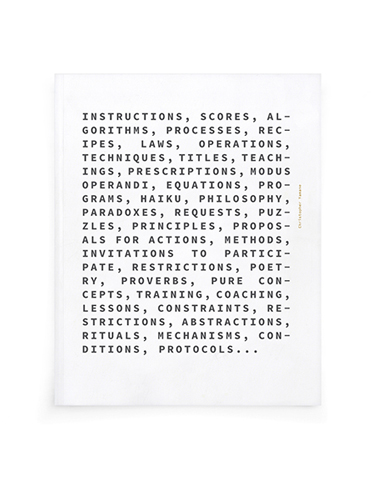 INSTRUCTIONS, SCORES, AL-
GORITHMS, PROCESSES, REC-
IPES, LAWS, OPERATIONS,
TECHNIQUES, TITLES, TEACH-
INGS, PRESCRIPTIONS, MODUS
OPERANDI, EQUATIONS, PRO-
GRAMS, HAIKU, PHILOSOPHY,
PARADOXES, REQUESTS, PUZ-
ZLES, PRINCIPLES, PROPOS-
ALS FOR ACTIONS, METHODS,
INVITATIONS TO PARTICI-
PATE, RESTRICTIONS, POET-
RY, PROVERBS, PURE CON-
CEPTS, TRAINING, COACHING,
LESSONS, CONSTRAINTS, RE-
STRICTIONS, ABSTRACTIONS,
RITUALS, MECHANISMS, CON-
DITIONS, PROTOCOLS...
Christopher